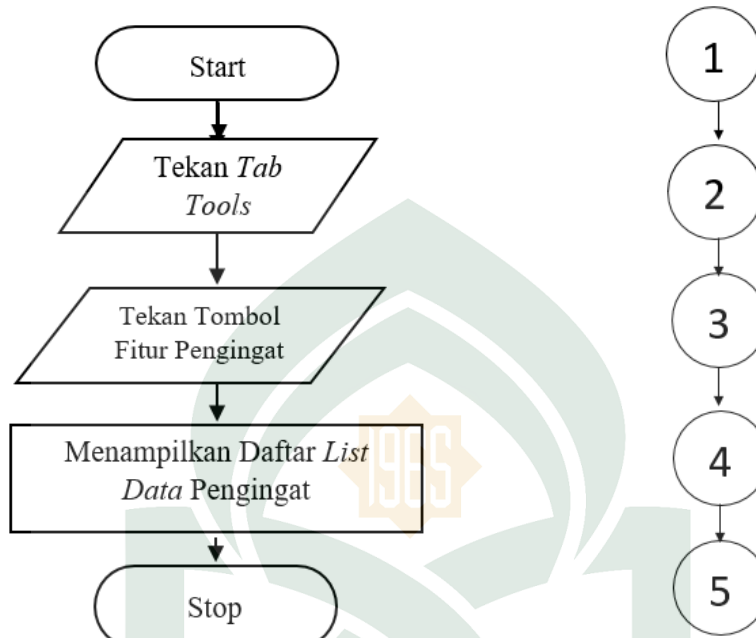 Start
Tekan Tab
Tools
Tekan Tombol
Fitur Pengingat
Menampilkan Daftar List
Data Pengingat
Stop
1
2
3
4
5
1965